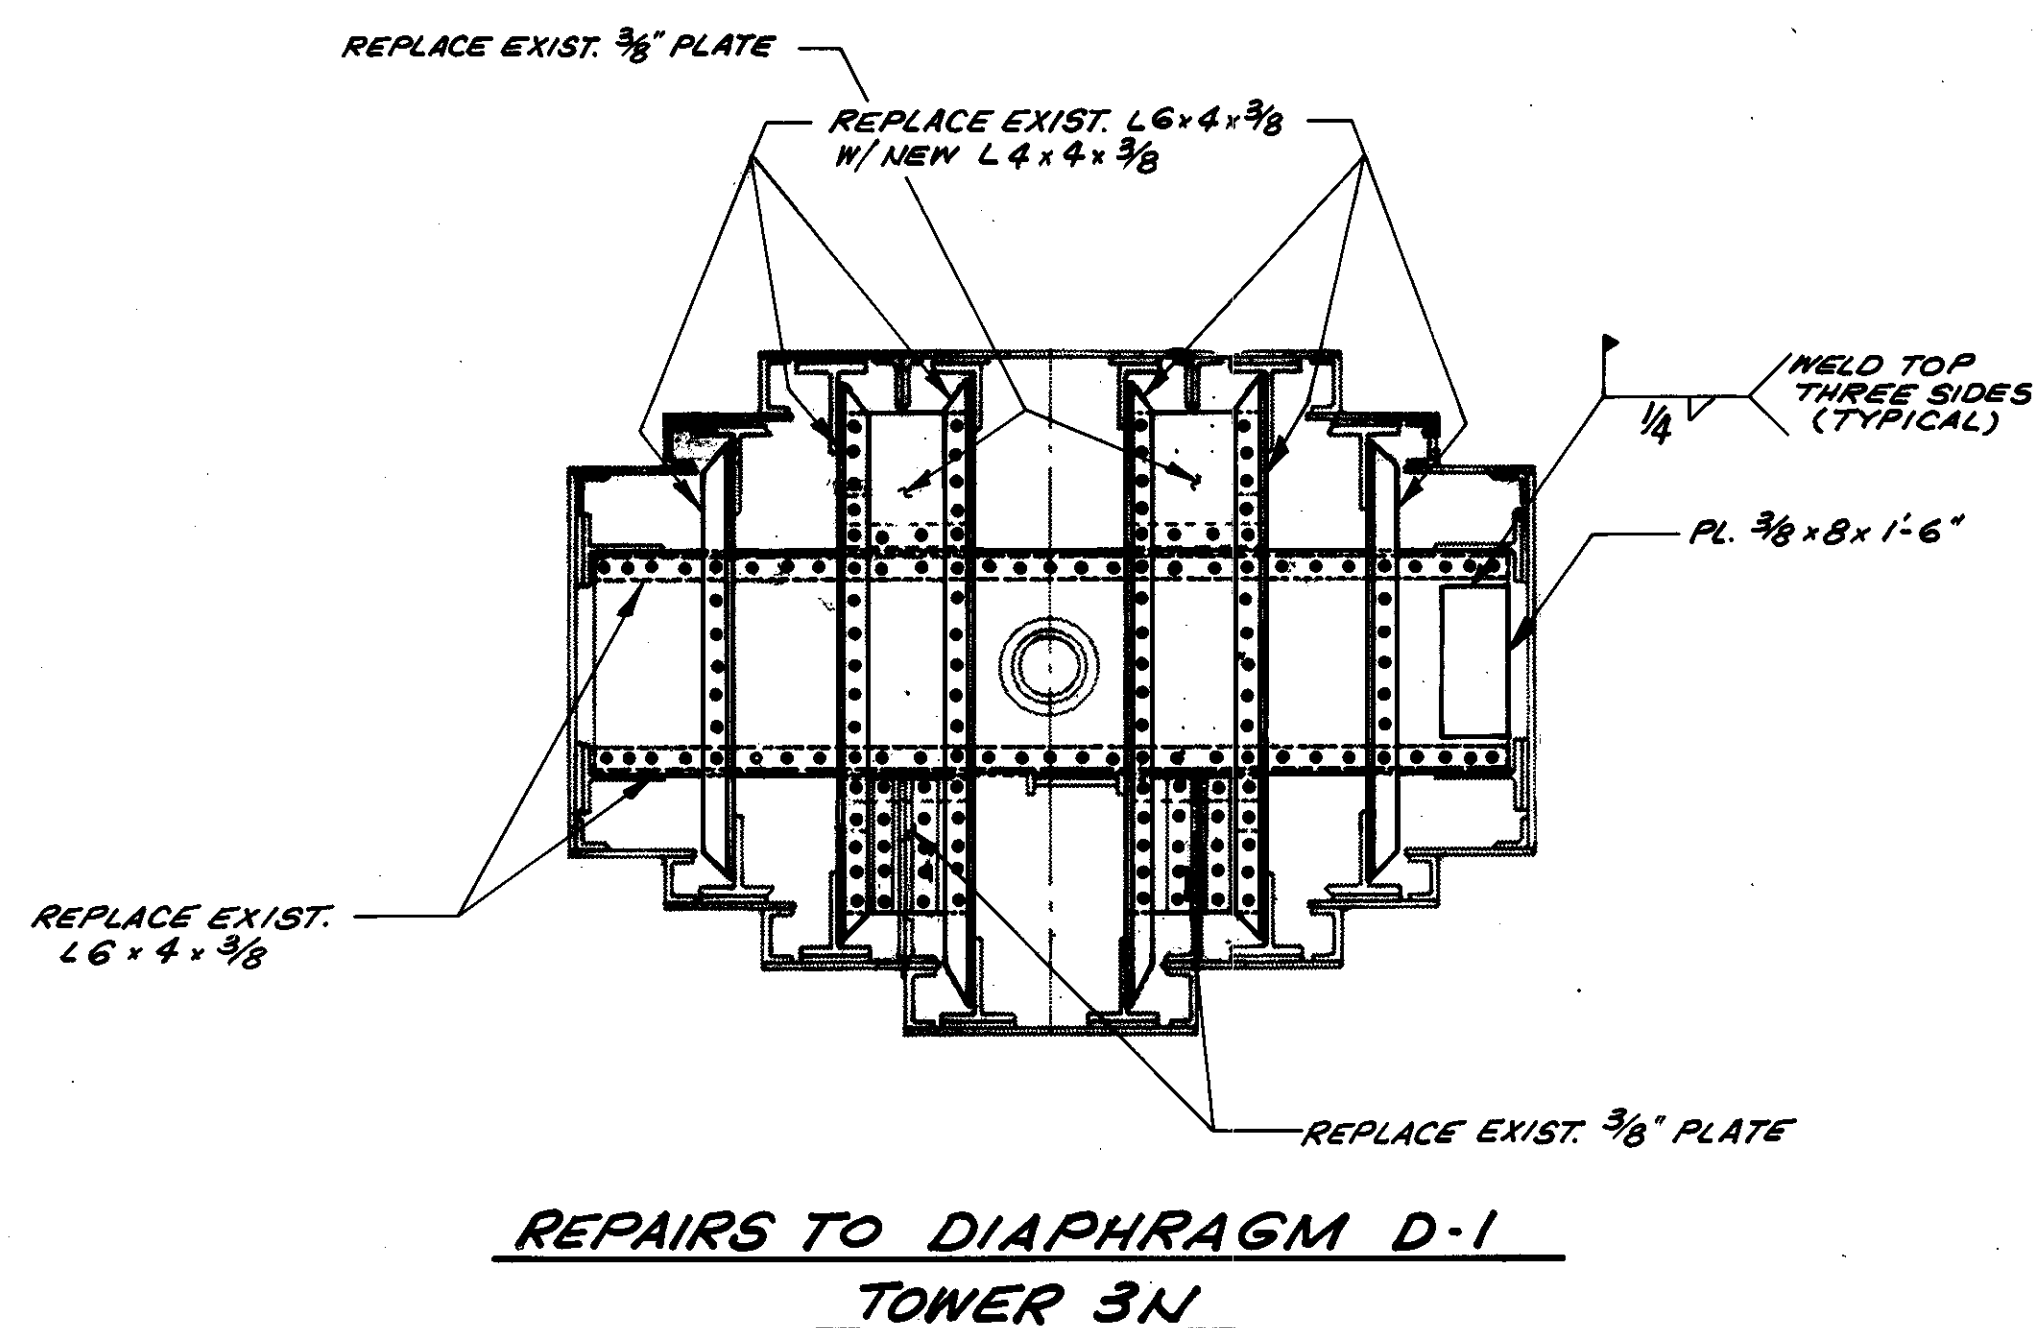 REPLACE EXIST. 3/8" PLATE
REPLACE EXIST. L6×4×3/8
W/ NEW L4×4×3/8
WELD TOP
THREE SIDES
(TYPICAL)
1/4
PL. 3/8×8×1'-6"
REPLACE EXIST.
L6×4×3/8
REPLACE EXIST. 3/8" PLATE
REPAIRS TO DIAPHRAGM D-1
TOWER 3N